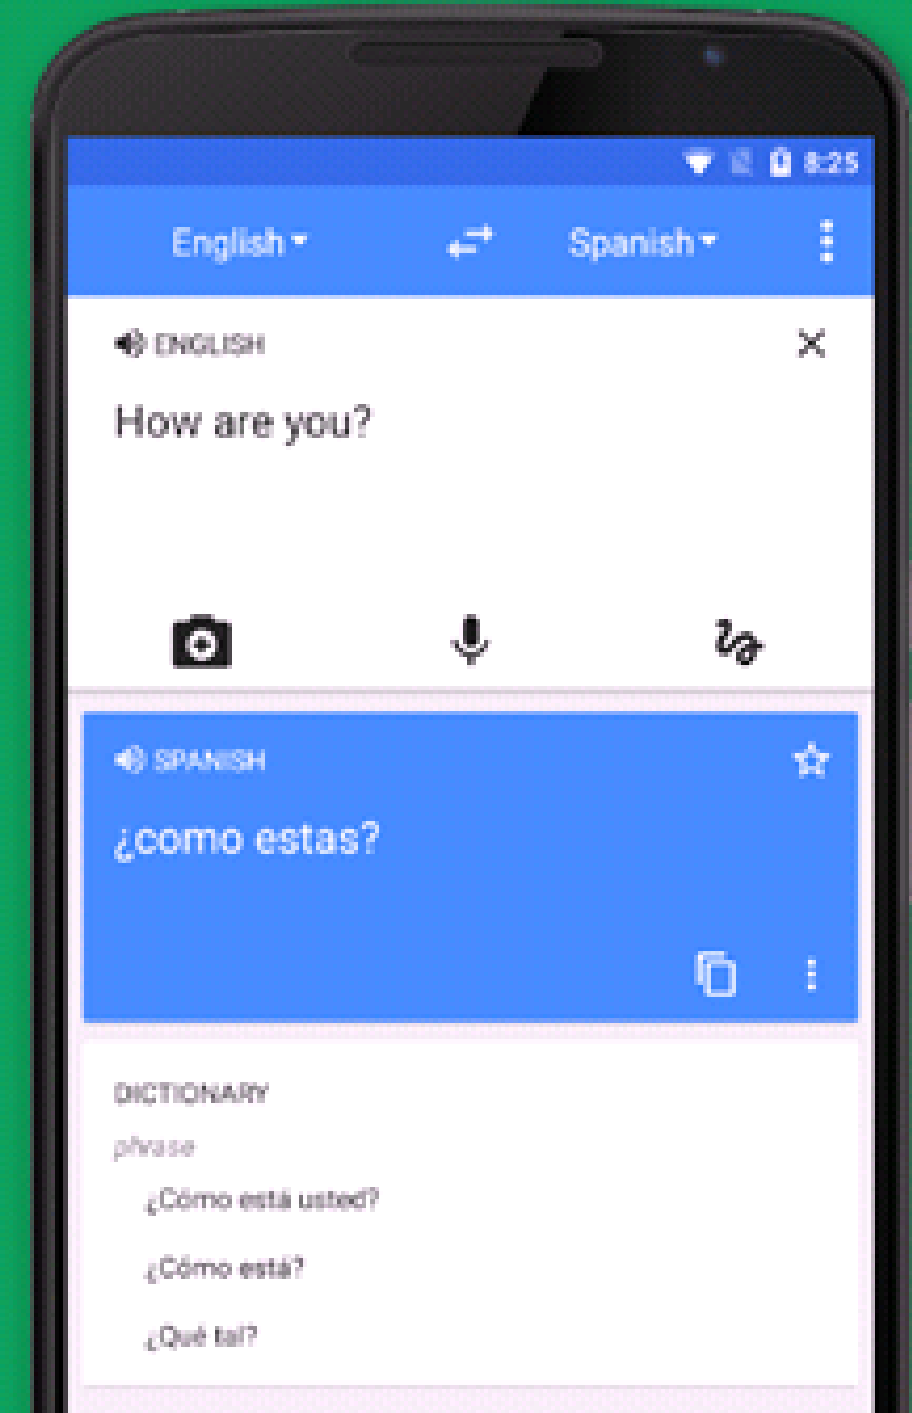 8:25
English Spanish
ENGLISH
How are you?
SPANISH
¿como estas?
DICTIONARY
phrase
¿Cómo está usted?
¿Cómo está?
¿Qué tal?